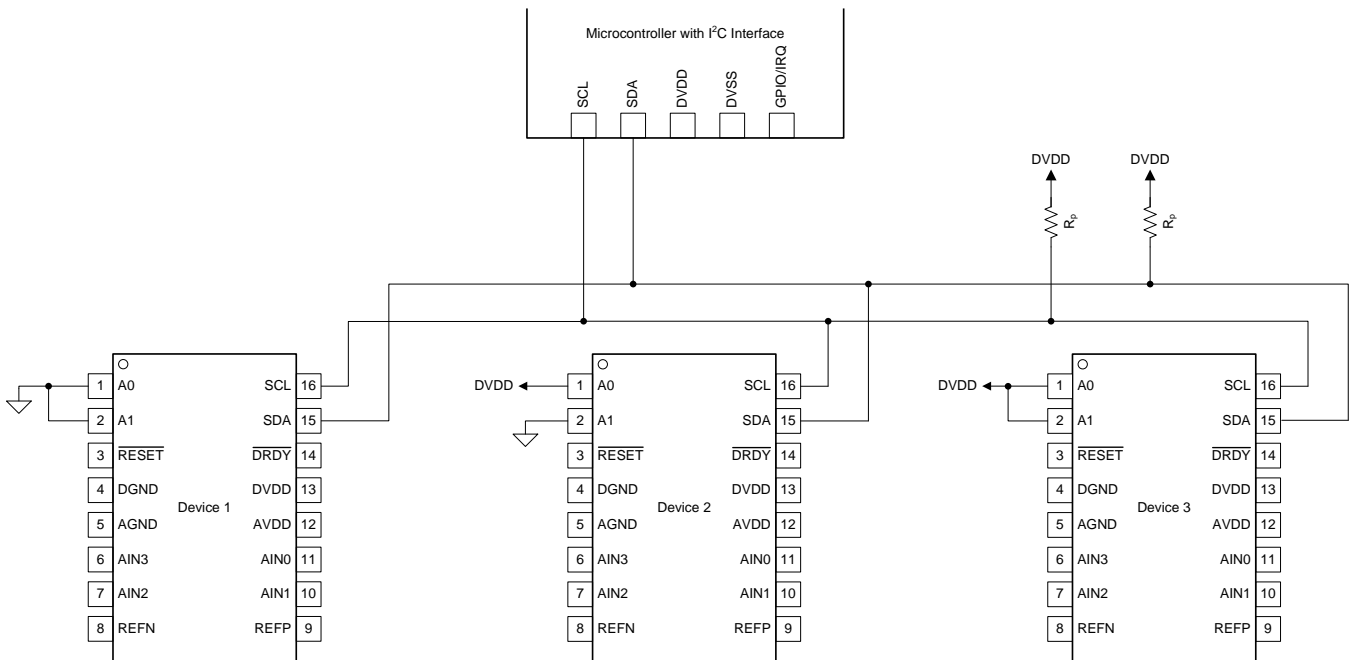 Microcontroller with I²C Interface
SCL
SDA
DVDD
DVSS
GPIO/IRQ
DVDD
DVDD
Rp
Rp
1 A0 SCL 16
2 A1 SDA 15
3 RESET DRDY 14
4 DGND DVDD 13
Device 1
5 AGND AVDD 12
6 AIN3 AIN0 11
7 AIN2 AIN1 10
8 REFN REFP 9
DVDD 1 A0 SCL 16
2 A1 SDA 15
3 RESET DRDY 14
4 DGND DVDD 13
Device 2
5 AGND AVDD 12
6 AIN3 AIN0 11
7 AIN2 AIN1 10
8 REFN REFP 9
DVDD 1 A0 SCL 16
2 A1 SDA 15
3 RESET DRDY 14
4 DGND DVDD 13
Device 3
5 AGND AVDD 12
6 AIN3 AIN0 11
7 AIN2 AIN1 10
8 REFN REFP 9